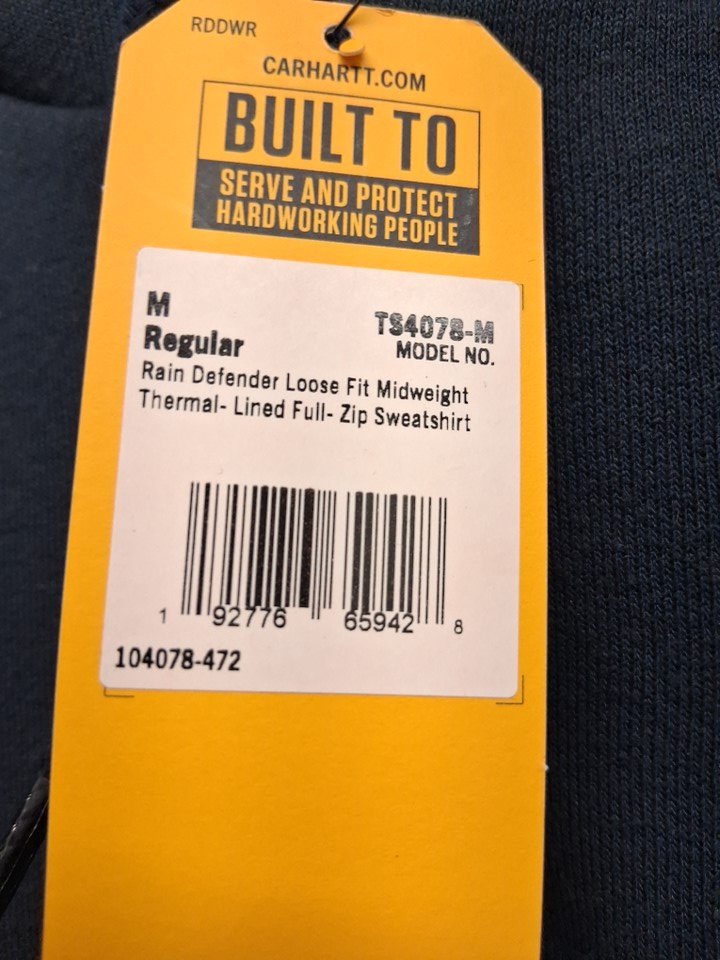 RDDWR
CARHARTT.COM
BUILT TO
SERVE AND PROTECT
HARDWORKING PEOPLE
M
Regular
TS4078-M
MODEL NO.
Rain Defender Loose Fit Midweight
Thermal- Lined Full- Zip Sweatshirt
1 92776 65942 8
104078-472